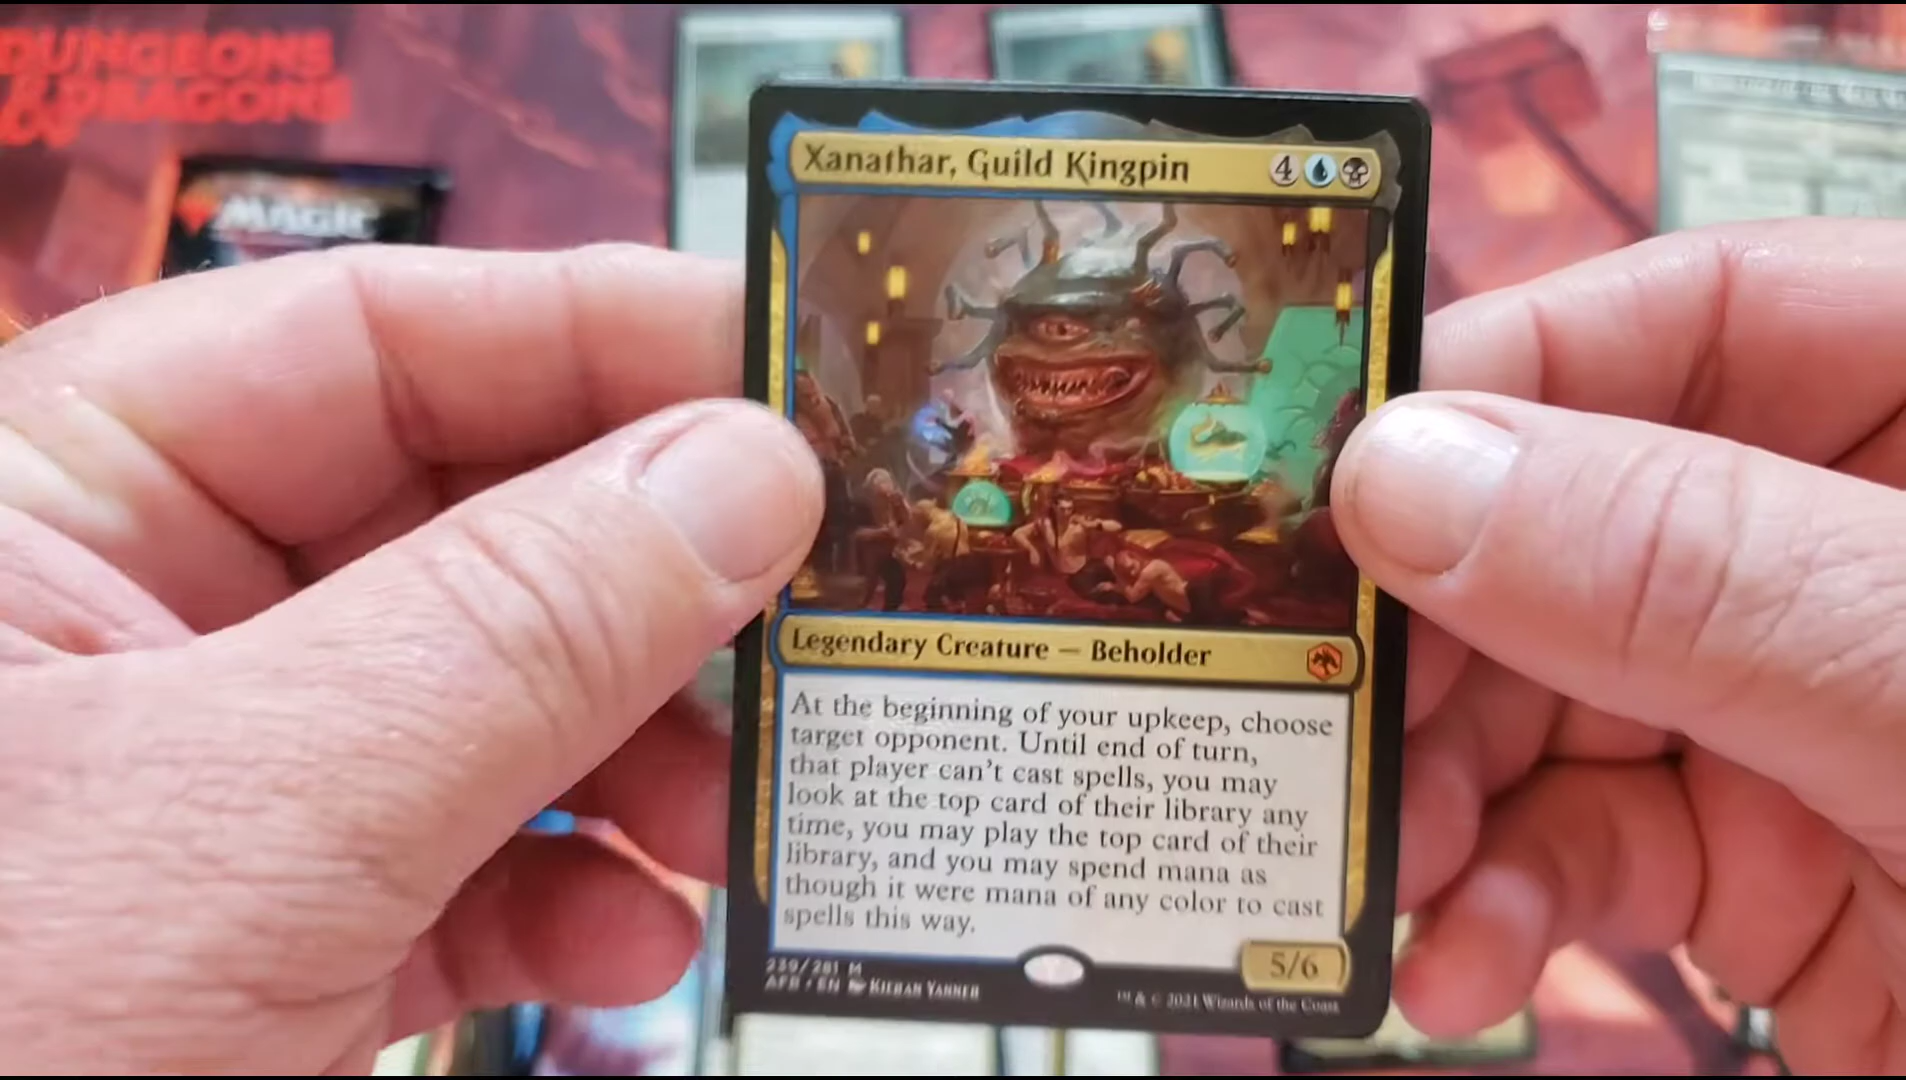 DUNGEONS
& DRAGONS
MAGIC
Xanathar, Guild Kingpin 4
Legendary Creature — Beholder
At the beginning of your upkeep, choose
target opponent. Until end of turn,
that player can't cast spells, you may
look at the top card of their library any
time, you may play the top card of their
library, and you may spend mana as
though it were mana of any color to cast
spells this way.
5/6
239/281 M
AFR • EN Kieran Yanner
™ & © 2021 Wizards of the Coast